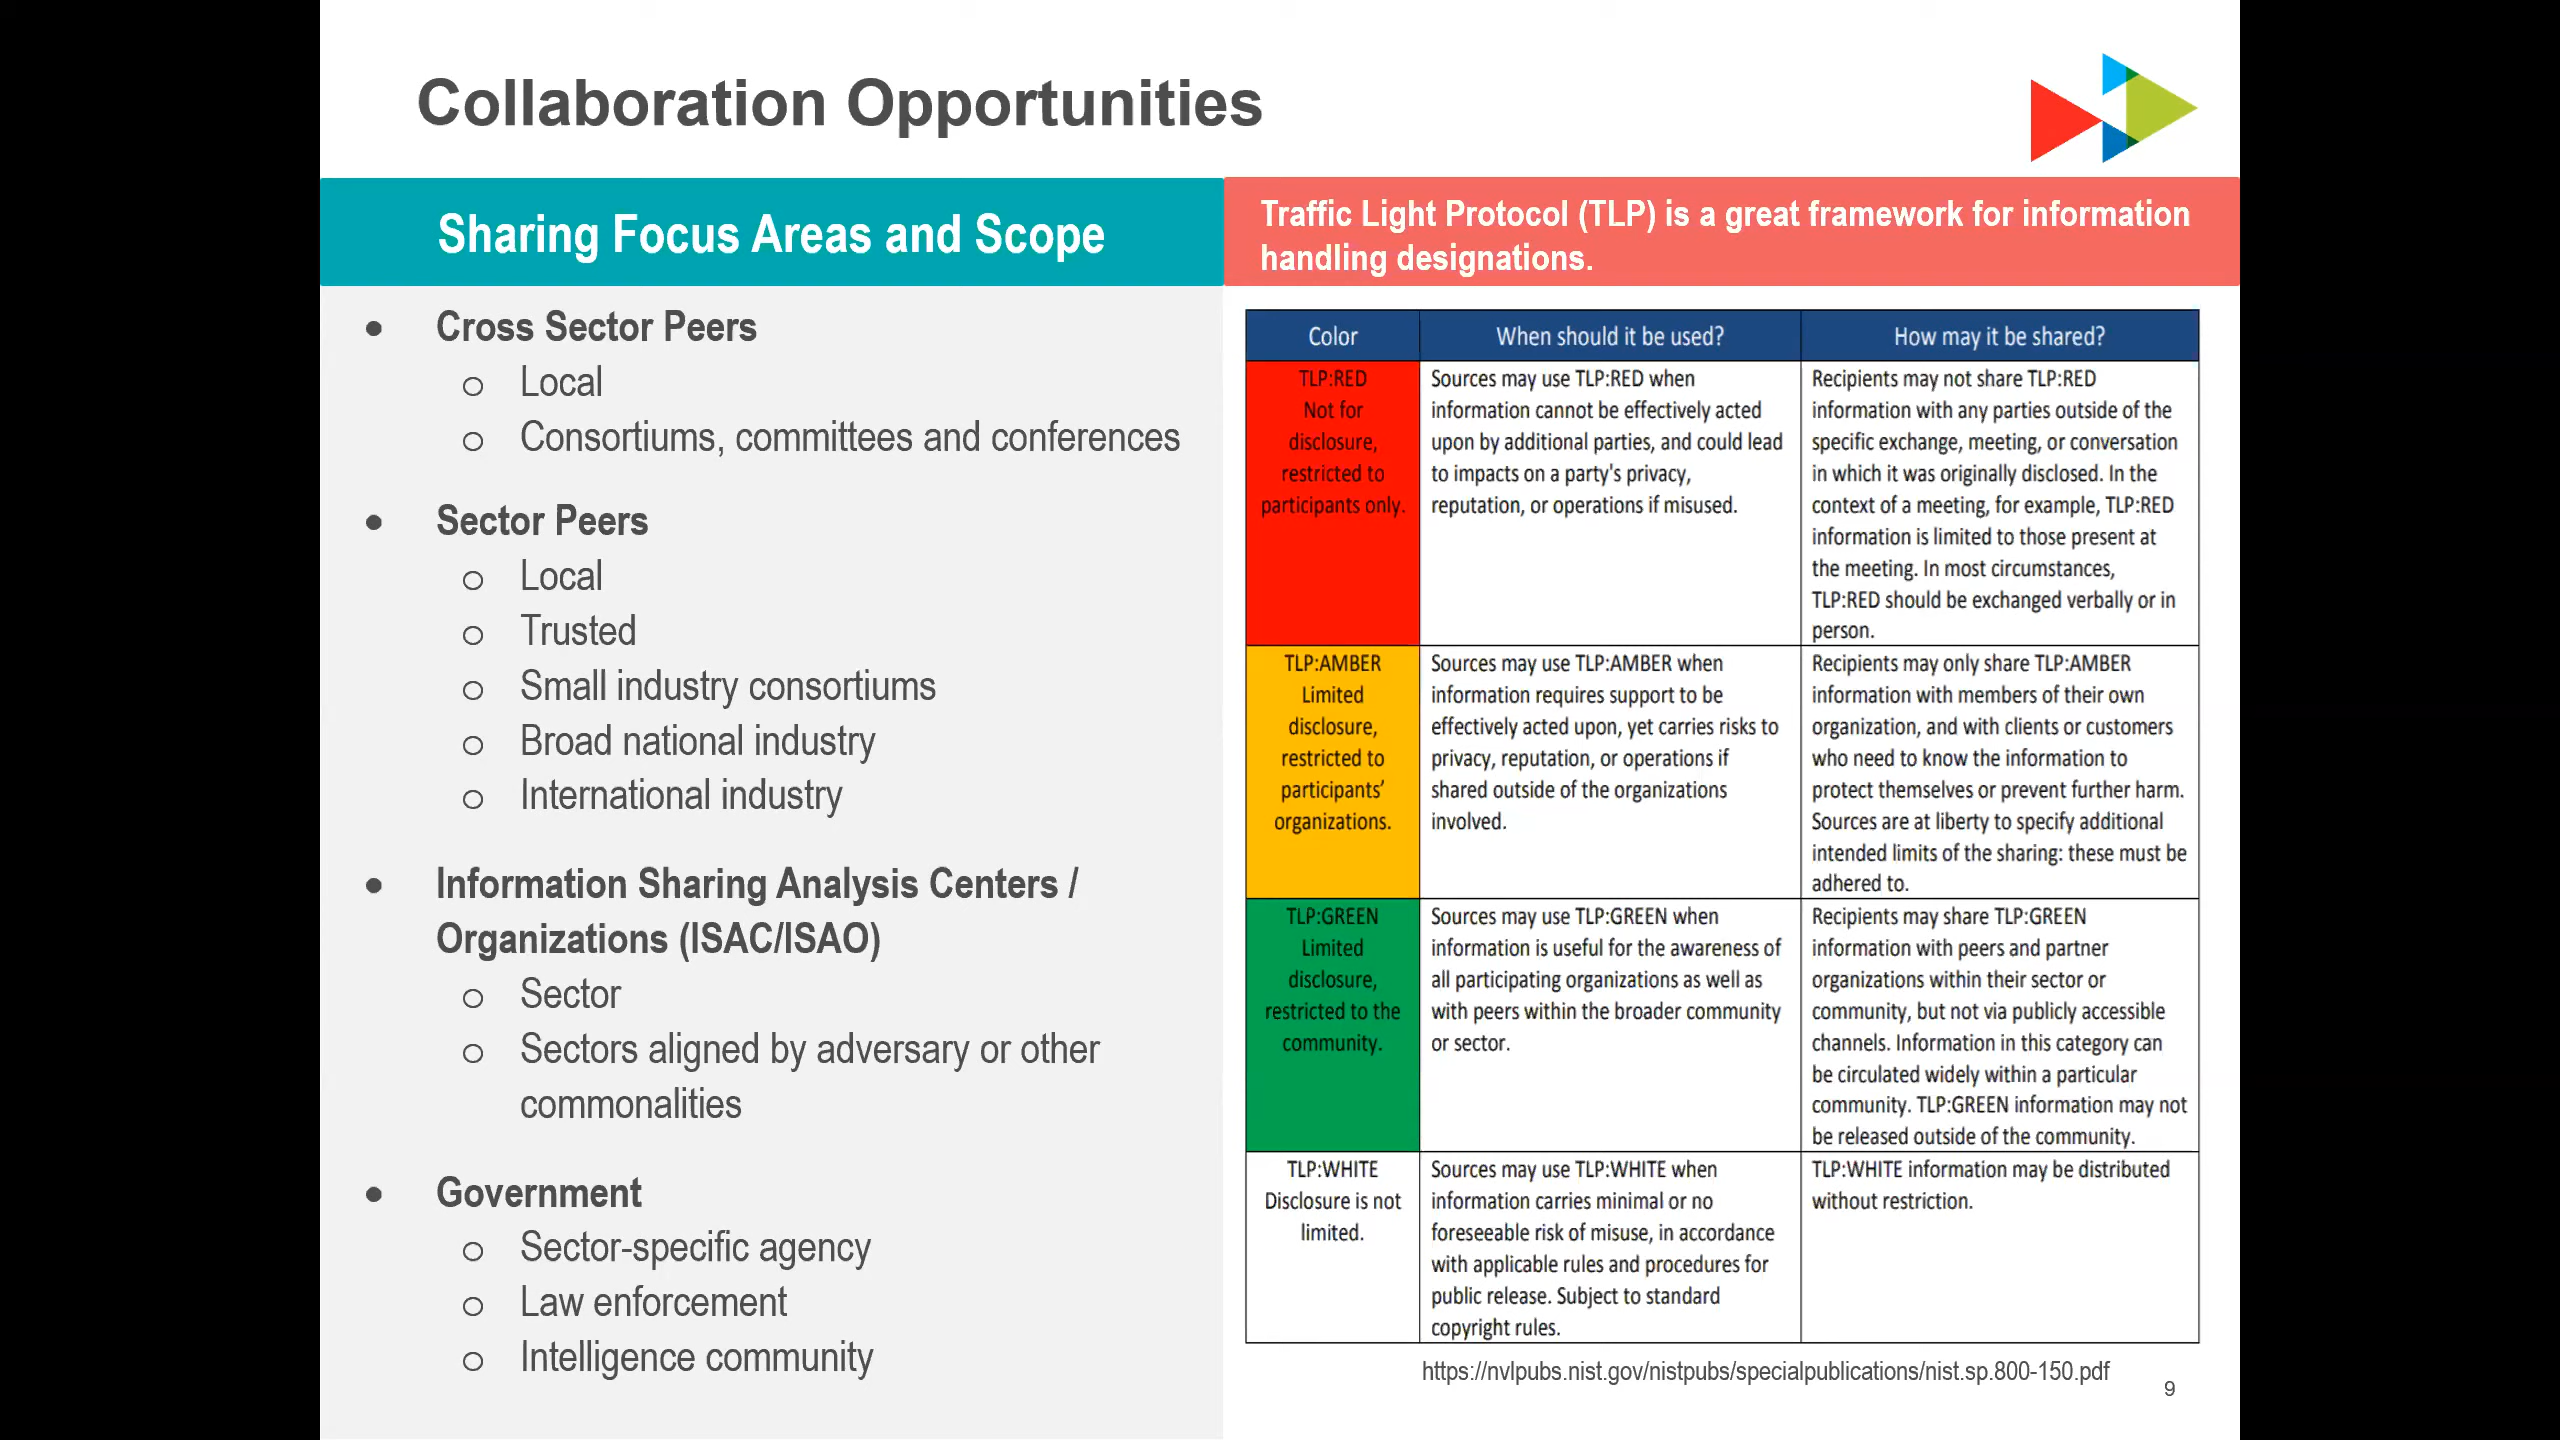 Collaboration Opportunities
Sharing Focus Areas and Scope
• Cross Sector Peers
o Local
o Consortiums, committees and conferences
• Sector Peers
o Local
o Trusted
o Small industry consortiums
o Broad national industry
o International industry
• Information Sharing Analysis Centers /
Organizations (ISAC/ISAO)
o Sector
o Sectors aligned by adversary or other
commonalities
• Government
o Sector-specific agency
o Law enforcement
o Intelligence community
Traffic Light Protocol (TLP) is a great framework for information
handling designations.
Color
When should it be used?
How may it be shared?
TLP:RED
Not for
disclosure,
restricted to
participants only.
Sources may use TLP:RED when
information cannot be effectively acted
upon by additional parties, and could lead
to impacts on a party's privacy,
reputation, or operations if misused.
Recipients may not share TLP:RED
information with any parties outside of the
specific exchange, meeting, or conversation
in which it was originally disclosed. In the
context of a meeting, for example, TLP:RED
information is limited to those present at
the meeting. In most circumstances,
TLP:RED should be exchanged verbally or in
person.
TLP:AMBER
Limited
disclosure,
restricted to
participants’
organizations.
Sources may use TLP:AMBER when
information requires support to be
effectively acted upon, yet carries risks to
privacy, reputation, or operations if
shared outside of the organizations
involved.
Recipients may only share TLP:AMBER
information with members of their own
organization, and with clients or customers
who need to know the information to
protect themselves or prevent further harm.
Sources are at liberty to specify additional
intended limits of the sharing: these must be
adhered to.
TLP:GREEN
Limited
disclosure,
restricted to the
community.
Sources may use TLP:GREEN when
information is useful for the awareness of
all participating organizations as well as
with peers within the broader community
or sector.
Recipients may share TLP:GREEN
information with peers and partner
organizations within their sector or
community, but not via publicly accessible
channels. Information in this category can
be circulated widely within a particular
community. TLP:GREEN information may not
be released outside of the community.
TLP:WHITE
Disclosure is not
limited.
Sources may use TLP:WHITE when
information carries minimal or no
foreseeable risk of misuse, in accordance
with applicable rules and procedures for
public release. Subject to standard
copyright rules.
TLP:WHITE information may be distributed
without restriction.
https://nvlpubs.nist.gov/nistpubs/specialpublications/nist.sp.800-150.pdf
9